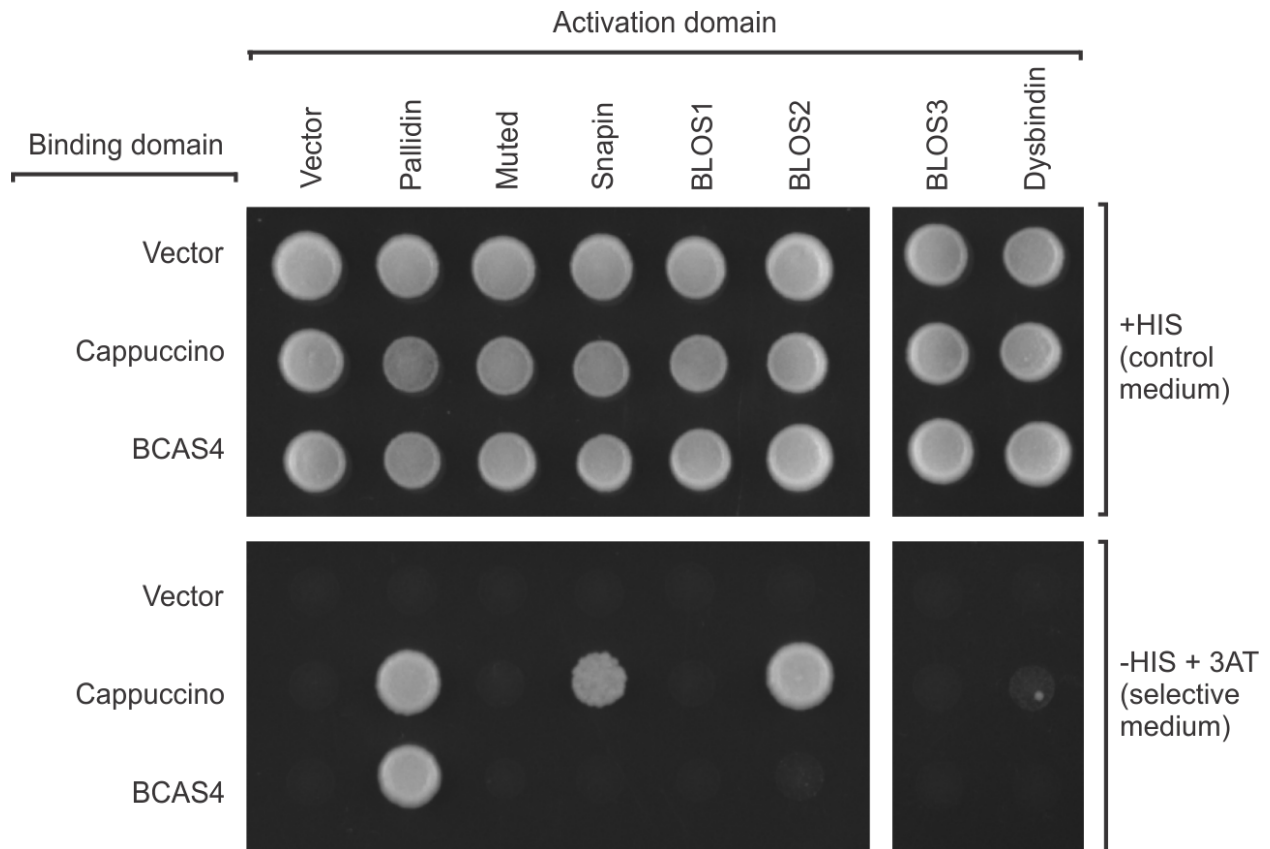 Activation domain
Binding domain
Vector
Pallidin
Muted
Snapin
BLOS1
BLOS2
BLOS3
Dysbindin
Vector
Cappuccino
BCAS4
+HIS
(control
medium)
Vector
Cappuccino
BCAS4
-HIS + 3AT
(selective
medium)